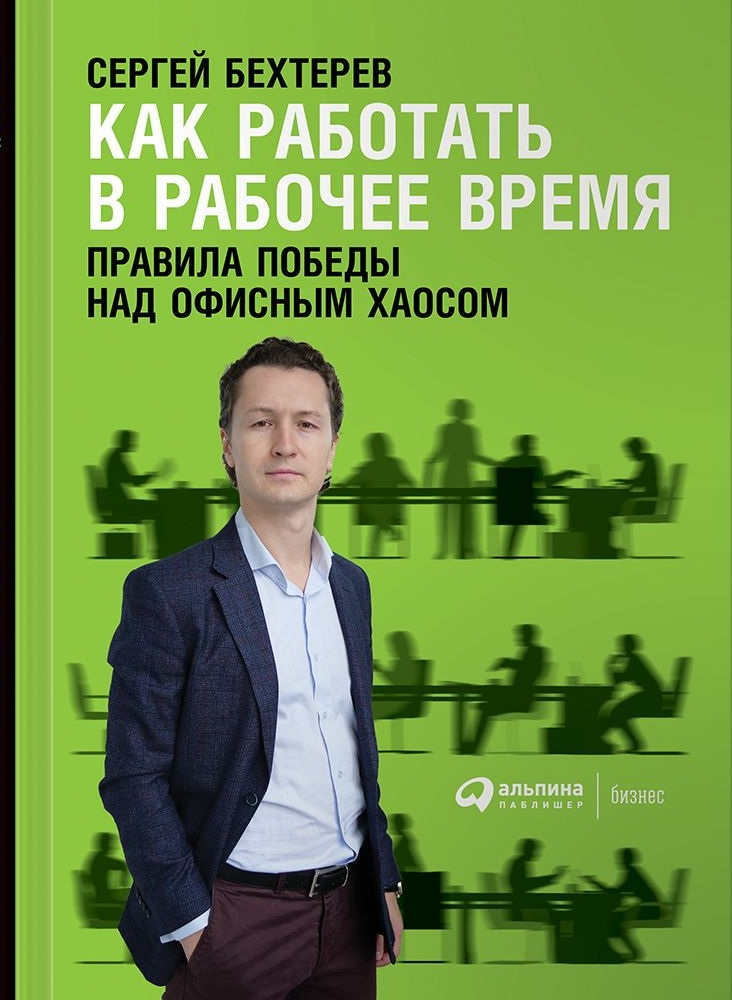 СЕРГЕЙ БЕХТЕРЕВ
КАК РАБОТАТЬ
В РАБОЧЕЕ ВРЕМЯ
ПРАВИЛА ПОБЕДЫ
НАД ОФИСНЫМ ХАОСОМ
альпина
ПАБЛИШЕР
бизнес